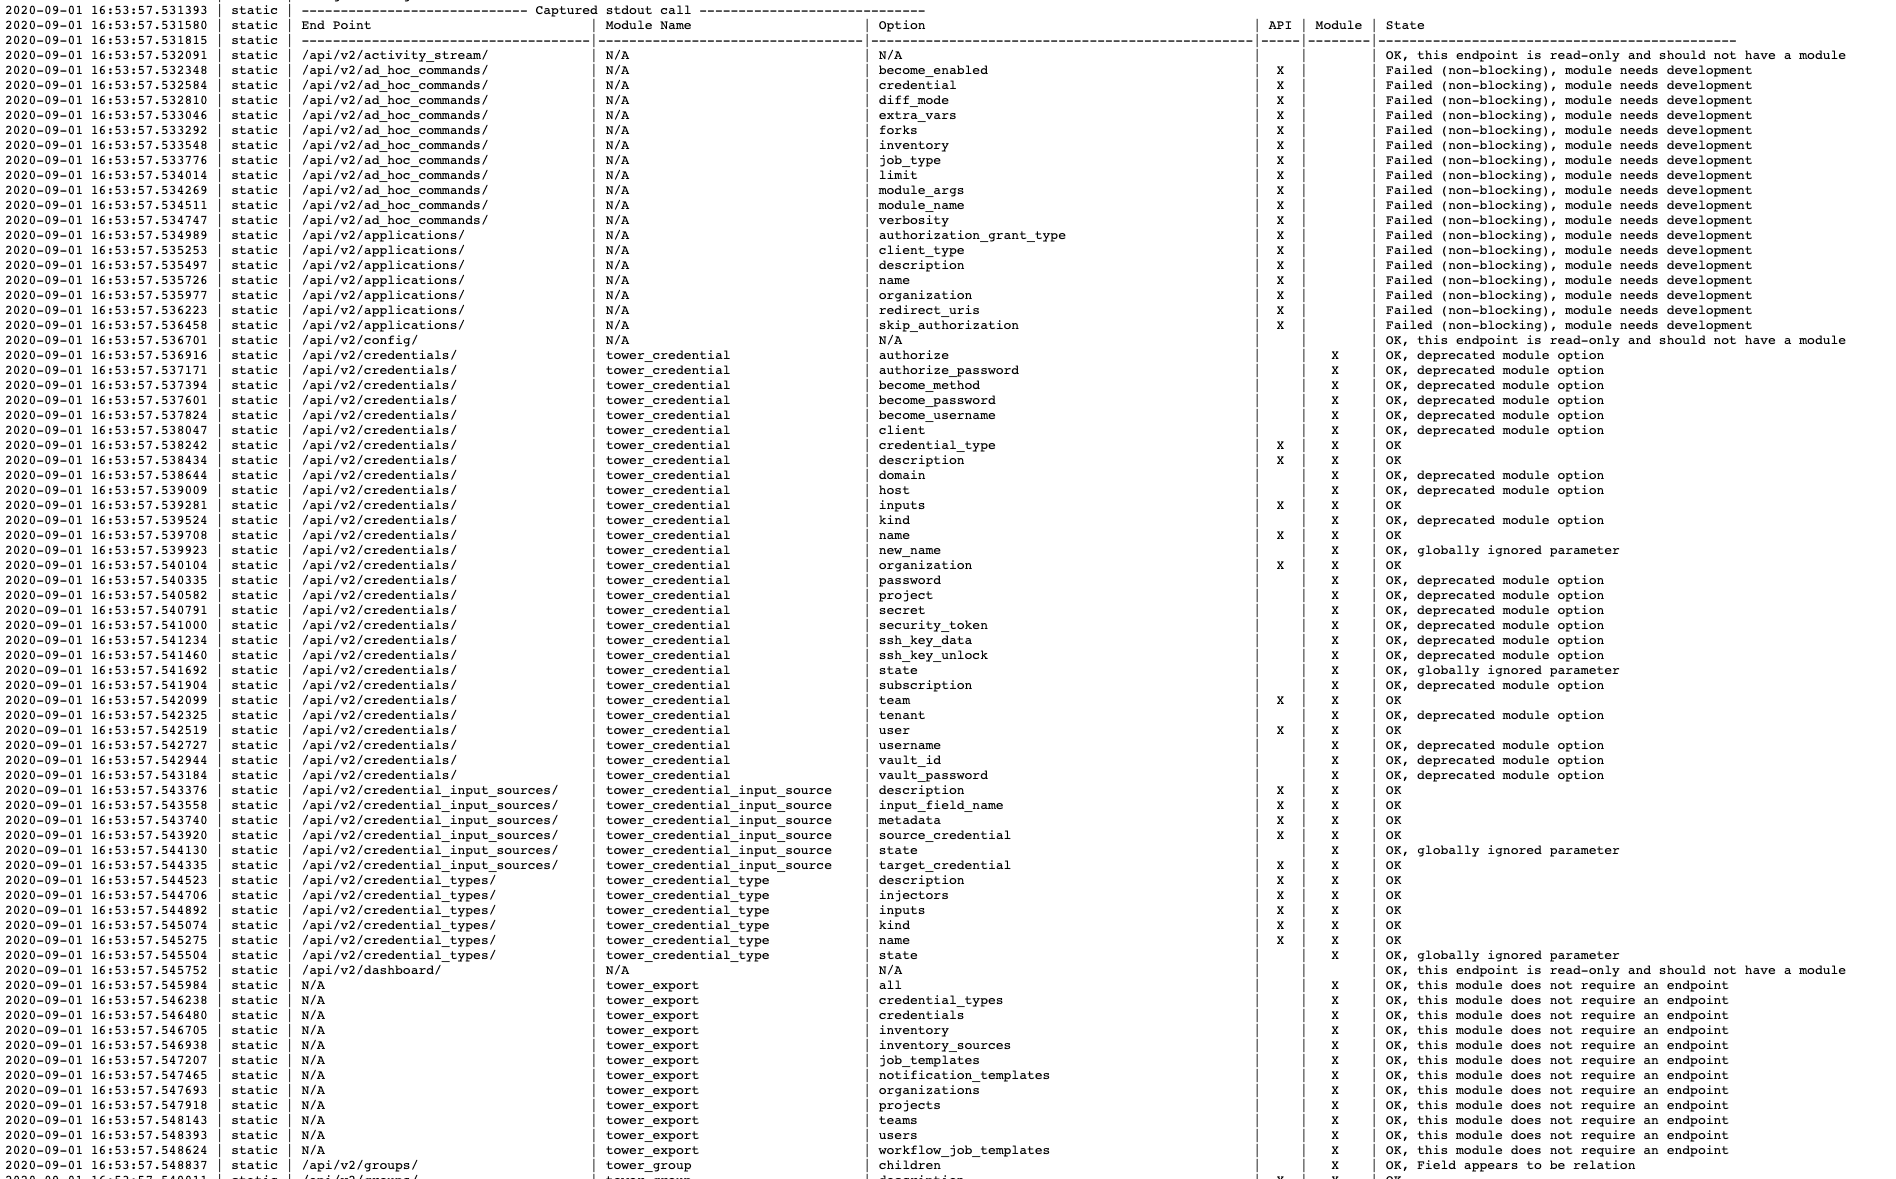 2020-09-01 16:53:57.531393 | static | ----------------------------- Captured stdout call -----------------------------
2020-09-01 16:53:57.531580 | static | End Point | Module Name | Option | API | Module | State
2020-09-01 16:53:57.531815 | static | -------------------------------------|----------------------------------|-------------------------------------------------|-----|--------|---------------------------------------------
2020-09-01 16:53:57.532091 | static | /api/v2/activity_stream/ | N/A | N/A | | | OK, this endpoint is read-only and should not have a module
2020-09-01 16:53:57.532348 | static | /api/v2/ad_hoc_commands/ | N/A | become_enabled | X | | Failed (non-blocking), module needs development
2020-09-01 16:53:57.532584 | static | /api/v2/ad_hoc_commands/ | N/A | credential | X | | Failed (non-blocking), module needs development
2020-09-01 16:53:57.532810 | static | /api/v2/ad_hoc_commands/ | N/A | diff_mode | X | | Failed (non-blocking), module needs development
2020-09-01 16:53:57.533046 | static | /api/v2/ad_hoc_commands/ | N/A | extra_vars | X | | Failed (non-blocking), module needs development
2020-09-01 16:53:57.533292 | static | /api/v2/ad_hoc_commands/ | N/A | forks | X | | Failed (non-blocking), module needs development
2020-09-01 16:53:57.533548 | static | /api/v2/ad_hoc_commands/ | N/A | inventory | X | | Failed (non-blocking), module needs development
2020-09-01 16:53:57.533776 | static | /api/v2/ad_hoc_commands/ | N/A | job_type | X | | Failed (non-blocking), module needs development
2020-09-01 16:53:57.534014 | static | /api/v2/ad_hoc_commands/ | N/A | limit | X | | Failed (non-blocking), module needs development
2020-09-01 16:53:57.534269 | static | /api/v2/ad_hoc_commands/ | N/A | module_args | X | | Failed (non-blocking), module needs development
2020-09-01 16:53:57.534511 | static | /api/v2/ad_hoc_commands/ | N/A | module_name | X | | Failed (non-blocking), module needs development
2020-09-01 16:53:57.534747 | static | /api/v2/ad_hoc_commands/ | N/A | verbosity | X | | Failed (non-blocking), module needs development
2020-09-01 16:53:57.534989 | static | /api/v2/applications/ | N/A | authorization_grant_type | X | | Failed (non-blocking), module needs development
2020-09-01 16:53:57.535253 | static | /api/v2/applications/ | N/A | client_type | X | | Failed (non-blocking), module needs development
2020-09-01 16:53:57.535497 | static | /api/v2/applications/ | N/A | description | X | | Failed (non-blocking), module needs development
2020-09-01 16:53:57.535726 | static | /api/v2/applications/ | N/A | name | X | | Failed (non-blocking), module needs development
2020-09-01 16:53:57.535977 | static | /api/v2/applications/ | N/A | organization | X | | Failed (non-blocking), module needs development
2020-09-01 16:53:57.536223 | static | /api/v2/applications/ | N/A | redirect_uris | X | | Failed (non-blocking), module needs development
2020-09-01 16:53:57.536458 | static | /api/v2/applications/ | N/A | skip_authorization | X | | Failed (non-blocking), module needs development
2020-09-01 16:53:57.536701 | static | /api/v2/config/ | N/A | N/A | | | OK, this endpoint is read-only and should not have a module
2020-09-01 16:53:57.536916 | static | /api/v2/credentials/ | tower_credential | authorize | | X | OK, deprecated module option
2020-09-01 16:53:57.537171 | static | /api/v2/credentials/ | tower_credential | authorize_password | | X | OK, deprecated module option
2020-09-01 16:53:57.537394 | static | /api/v2/credentials/ | tower_credential | become_method | | X | OK, deprecated module option
2020-09-01 16:53:57.537601 | static | /api/v2/credentials/ | tower_credential | become_password | | X | OK, deprecated module option
2020-09-01 16:53:57.537824 | static | /api/v2/credentials/ | tower_credential | become_username | | X | OK, deprecated module option
2020-09-01 16:53:57.538047 | static | /api/v2/credentials/ | tower_credential | client | | X | OK, deprecated module option
2020-09-01 16:53:57.538242 | static | /api/v2/credentials/ | tower_credential | credential_type | X | X | OK
2020-09-01 16:53:57.538434 | static | /api/v2/credentials/ | tower_credential | description | X | X | OK
2020-09-01 16:53:57.538644 | static | /api/v2/credentials/ | tower_credential | domain | | X | OK, deprecated module option
2020-09-01 16:53:57.539009 | static | /api/v2/credentials/ | tower_credential | host | | X | OK, deprecated module option
2020-09-01 16:53:57.539281 | static | /api/v2/credentials/ | tower_credential | inputs | X | X | OK
2020-09-01 16:53:57.539524 | static | /api/v2/credentials/ | tower_credential | kind | | X | OK, deprecated module option
2020-09-01 16:53:57.539708 | static | /api/v2/credentials/ | tower_credential | name | X | X | OK
2020-09-01 16:53:57.539923 | static | /api/v2/credentials/ | tower_credential | new_name | | X | OK, globally ignored parameter
2020-09-01 16:53:57.540104 | static | /api/v2/credentials/ | tower_credential | organization | X | X | OK
2020-09-01 16:53:57.540335 | static | /api/v2/credentials/ | tower_credential | password | | X | OK, deprecated module option
2020-09-01 16:53:57.540582 | static | /api/v2/credentials/ | tower_credential | project | | X | OK, deprecated module option
2020-09-01 16:53:57.540791 | static | /api/v2/credentials/ | tower_credential | secret | | X | OK, deprecated module option
2020-09-01 16:53:57.541000 | static | /api/v2/credentials/ | tower_credential | security_token | | X | OK, deprecated module option
2020-09-01 16:53:57.541234 | static | /api/v2/credentials/ | tower_credential | ssh_key_data | | X | OK, deprecated module option
2020-09-01 16:53:57.541460 | static | /api/v2/credentials/ | tower_credential | ssh_key_unlock | | X | OK, deprecated module option
2020-09-01 16:53:57.541692 | static | /api/v2/credentials/ | tower_credential | state | | X | OK, globally ignored parameter
2020-09-01 16:53:57.541904 | static | /api/v2/credentials/ | tower_credential | subscription | | X | OK, deprecated module option
2020-09-01 16:53:57.542099 | static | /api/v2/credentials/ | tower_credential | team | X | X | OK
2020-09-01 16:53:57.542325 | static | /api/v2/credentials/ | tower_credential | tenant | | X | OK, deprecated module option
2020-09-01 16:53:57.542519 | static | /api/v2/credentials/ | tower_credential | user | X | X | OK
2020-09-01 16:53:57.542727 | static | /api/v2/credentials/ | tower_credential | username | | X | OK, deprecated module option
2020-09-01 16:53:57.542944 | static | /api/v2/credentials/ | tower_credential | vault_id | | X | OK, deprecated module option
2020-09-01 16:53:57.543184 | static | /api/v2/credentials/ | tower_credential | vault_password | | X | OK, deprecated module option
2020-09-01 16:53:57.543376 | static | /api/v2/credential_input_sources/ | tower_credential_input_source | description | X | X | OK
2020-09-01 16:53:57.543558 | static | /api/v2/credential_input_sources/ | tower_credential_input_source | input_field_name | X | X | OK
2020-09-01 16:53:57.543740 | static | /api/v2/credential_input_sources/ | tower_credential_input_source | metadata | X | X | OK
2020-09-01 16:53:57.543920 | static | /api/v2/credential_input_sources/ | tower_credential_input_source | source_credential | X | X | OK
2020-09-01 16:53:57.544130 | static | /api/v2/credential_input_sources/ | tower_credential_input_source | state | | X | OK, globally ignored parameter
2020-09-01 16:53:57.544335 | static | /api/v2/credential_input_sources/ | tower_credential_input_source | target_credential | X | X | OK
2020-09-01 16:53:57.544523 | static | /api/v2/credential_types/ | tower_credential_type | description | X | X | OK
2020-09-01 16:53:57.544706 | static | /api/v2/credential_types/ | tower_credential_type | injectors | X | X | OK
2020-09-01 16:53:57.544892 | static | /api/v2/credential_types/ | tower_credential_type | inputs | X | X | OK
2020-09-01 16:53:57.545074 | static | /api/v2/credential_types/ | tower_credential_type | kind | X | X | OK
2020-09-01 16:53:57.545275 | static | /api/v2/credential_types/ | tower_credential_type | name | X | X | OK
2020-09-01 16:53:57.545504 | static | /api/v2/credential_types/ | tower_credential_type | state | | X | OK, globally ignored parameter
2020-09-01 16:53:57.545752 | static | /api/v2/dashboard/ | N/A | N/A | | | OK, this endpoint is read-only and should not have a module
2020-09-01 16:53:57.545984 | static | N/A | tower_export | all | | X | OK, this module does not require an endpoint
2020-09-01 16:53:57.546238 | static | N/A | tower_export | credential_types | | X | OK, this module does not require an endpoint
2020-09-01 16:53:57.546480 | static | N/A | tower_export | credentials | | X | OK, this module does not require an endpoint
2020-09-01 16:53:57.546705 | static | N/A | tower_export | inventory | | X | OK, this module does not require an endpoint
2020-09-01 16:53:57.546938 | static | N/A | tower_export | inventory_sources | | X | OK, this module does not require an endpoint
2020-09-01 16:53:57.547207 | static | N/A | tower_export | job_templates | | X | OK, this module does not require an endpoint
2020-09-01 16:53:57.547465 | static | N/A | tower_export | notification_templates | | X | OK, this module does not require an endpoint
2020-09-01 16:53:57.547693 | static | N/A | tower_export | organizations | | X | OK, this module does not require an endpoint
2020-09-01 16:53:57.547918 | static | N/A | tower_export | projects | | X | OK, this module does not require an endpoint
2020-09-01 16:53:57.548143 | static | N/A | tower_export | teams | | X | OK, this module does not require an endpoint
2020-09-01 16:53:57.548393 | static | N/A | tower_export | users | | X | OK, this module does not require an endpoint
2020-09-01 16:53:57.548624 | static | N/A | tower_export | workflow_job_templates | | X | OK, this module does not require an endpoint
2020-09-01 16:53:57.548837 | static | /api/v2/groups/ | tower_group | children | | X | OK, Field appears to be relation